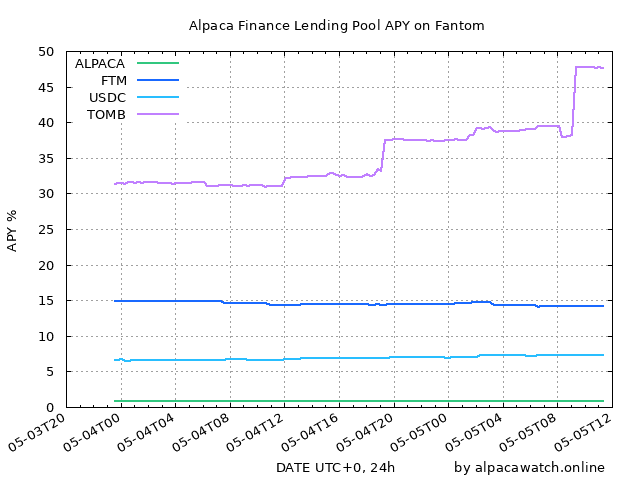 Alpaca Finance Lending Pool APY on Fantom
APY %
50
45
40
35
30
25
20
15
10
5
0
ALPACA
FTM
USDC
TOMB
05-03T20
05-04T00
05-04T04
05-04T08
05-04T12
05-04T16
05-04T20
05-05T00
05-05T04
05-05T08
05-05T12
DATE UTC+0, 24h
by alpacawatch.online